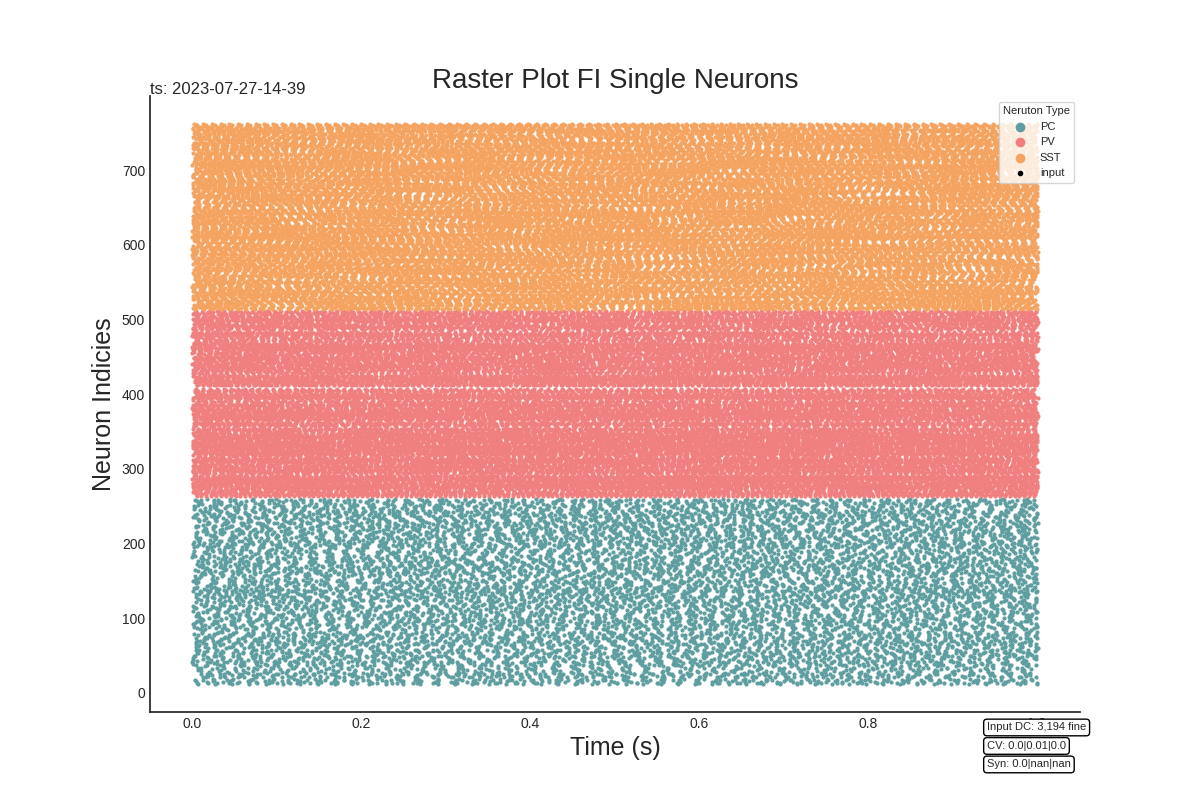 Raster Plot FI Single Neurons
ts: 2023-07-27-14-39
Neruton Type
PC
PV
SST
input
Neuron Indicies
700
600
500
400
300
200
100
0
0.0 0.2 0.4 0.6 0.8
Time (s)
Input DC: 3,194 fine
CV: 0.0|0.01|0.0
Syn: 0.0|nan|nan